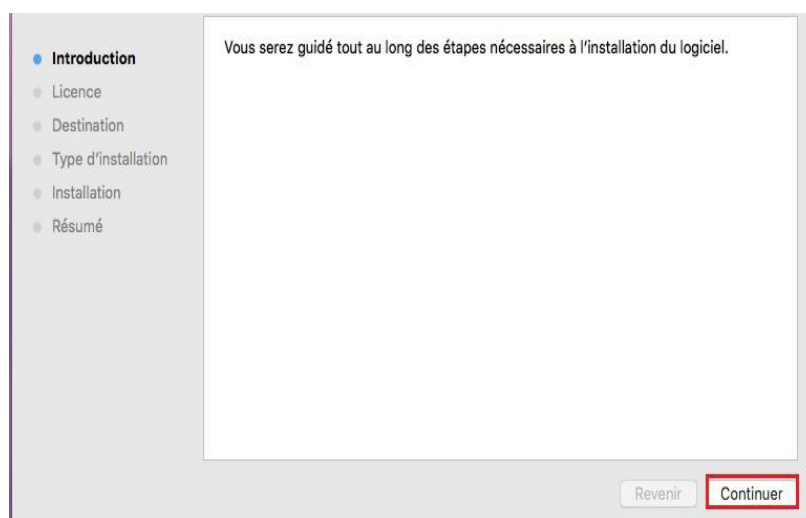 Introduction
Licence
Destination
Type d’installation
Installation
Résumé
Vous serez guidé tout au long des étapes nécessaires à l’installation du logiciel.
Revenir
Continuer